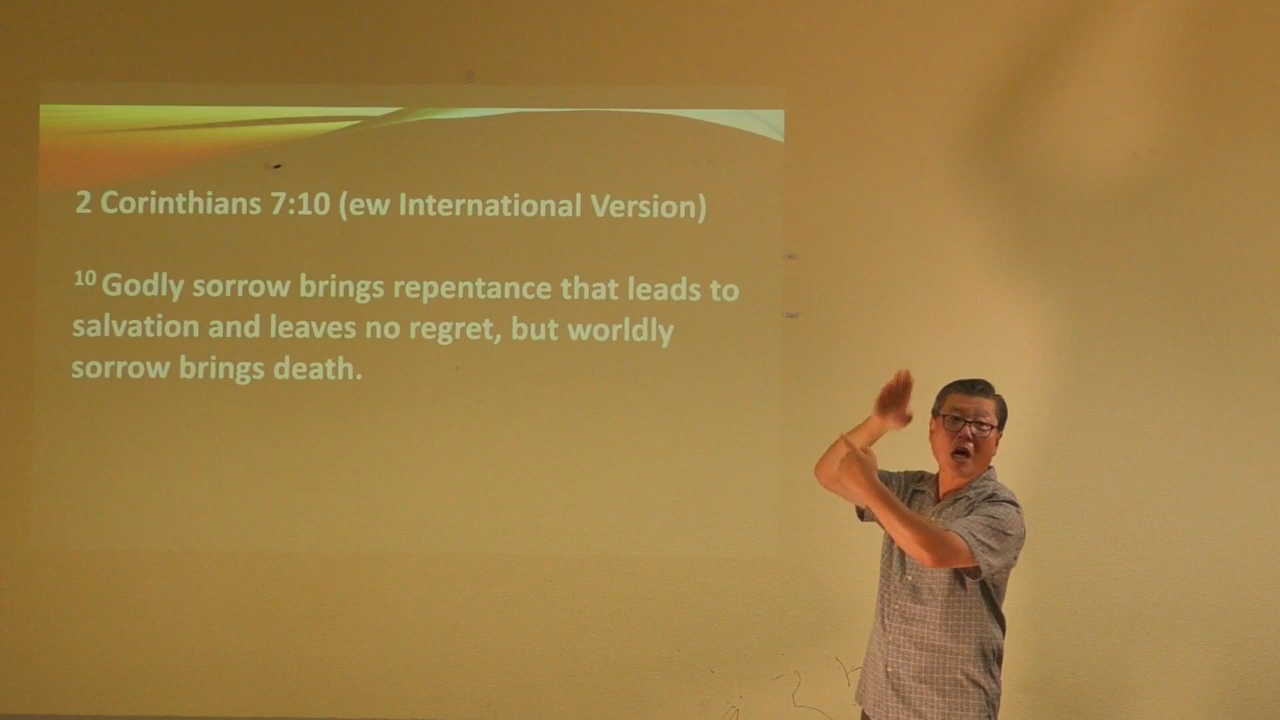 2 Corinthians 7:10 (ew International Version)
10 Godly sorrow brings repentance that leads to
salvation and leaves no regret, but worldly
sorrow brings death.